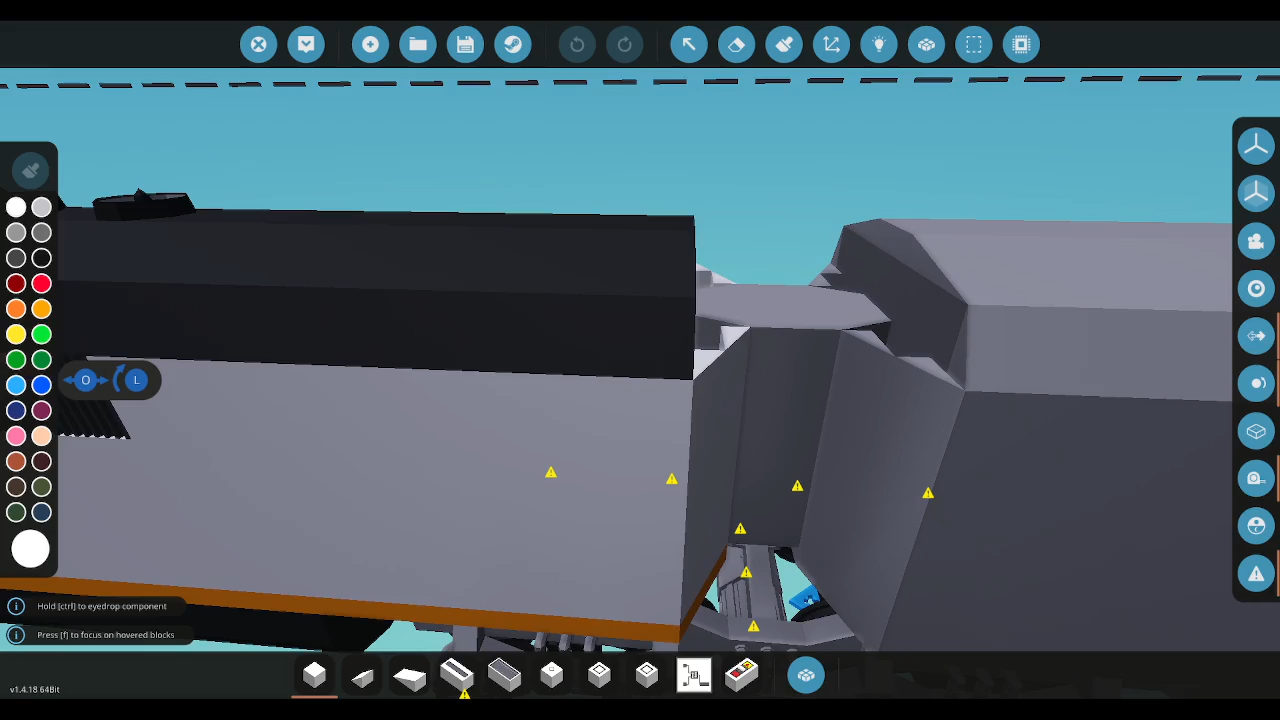 O L
Hold [ctrl] to eyedrop component
Press [f] to focus on hovered blocks
v1.4.18 64Bit